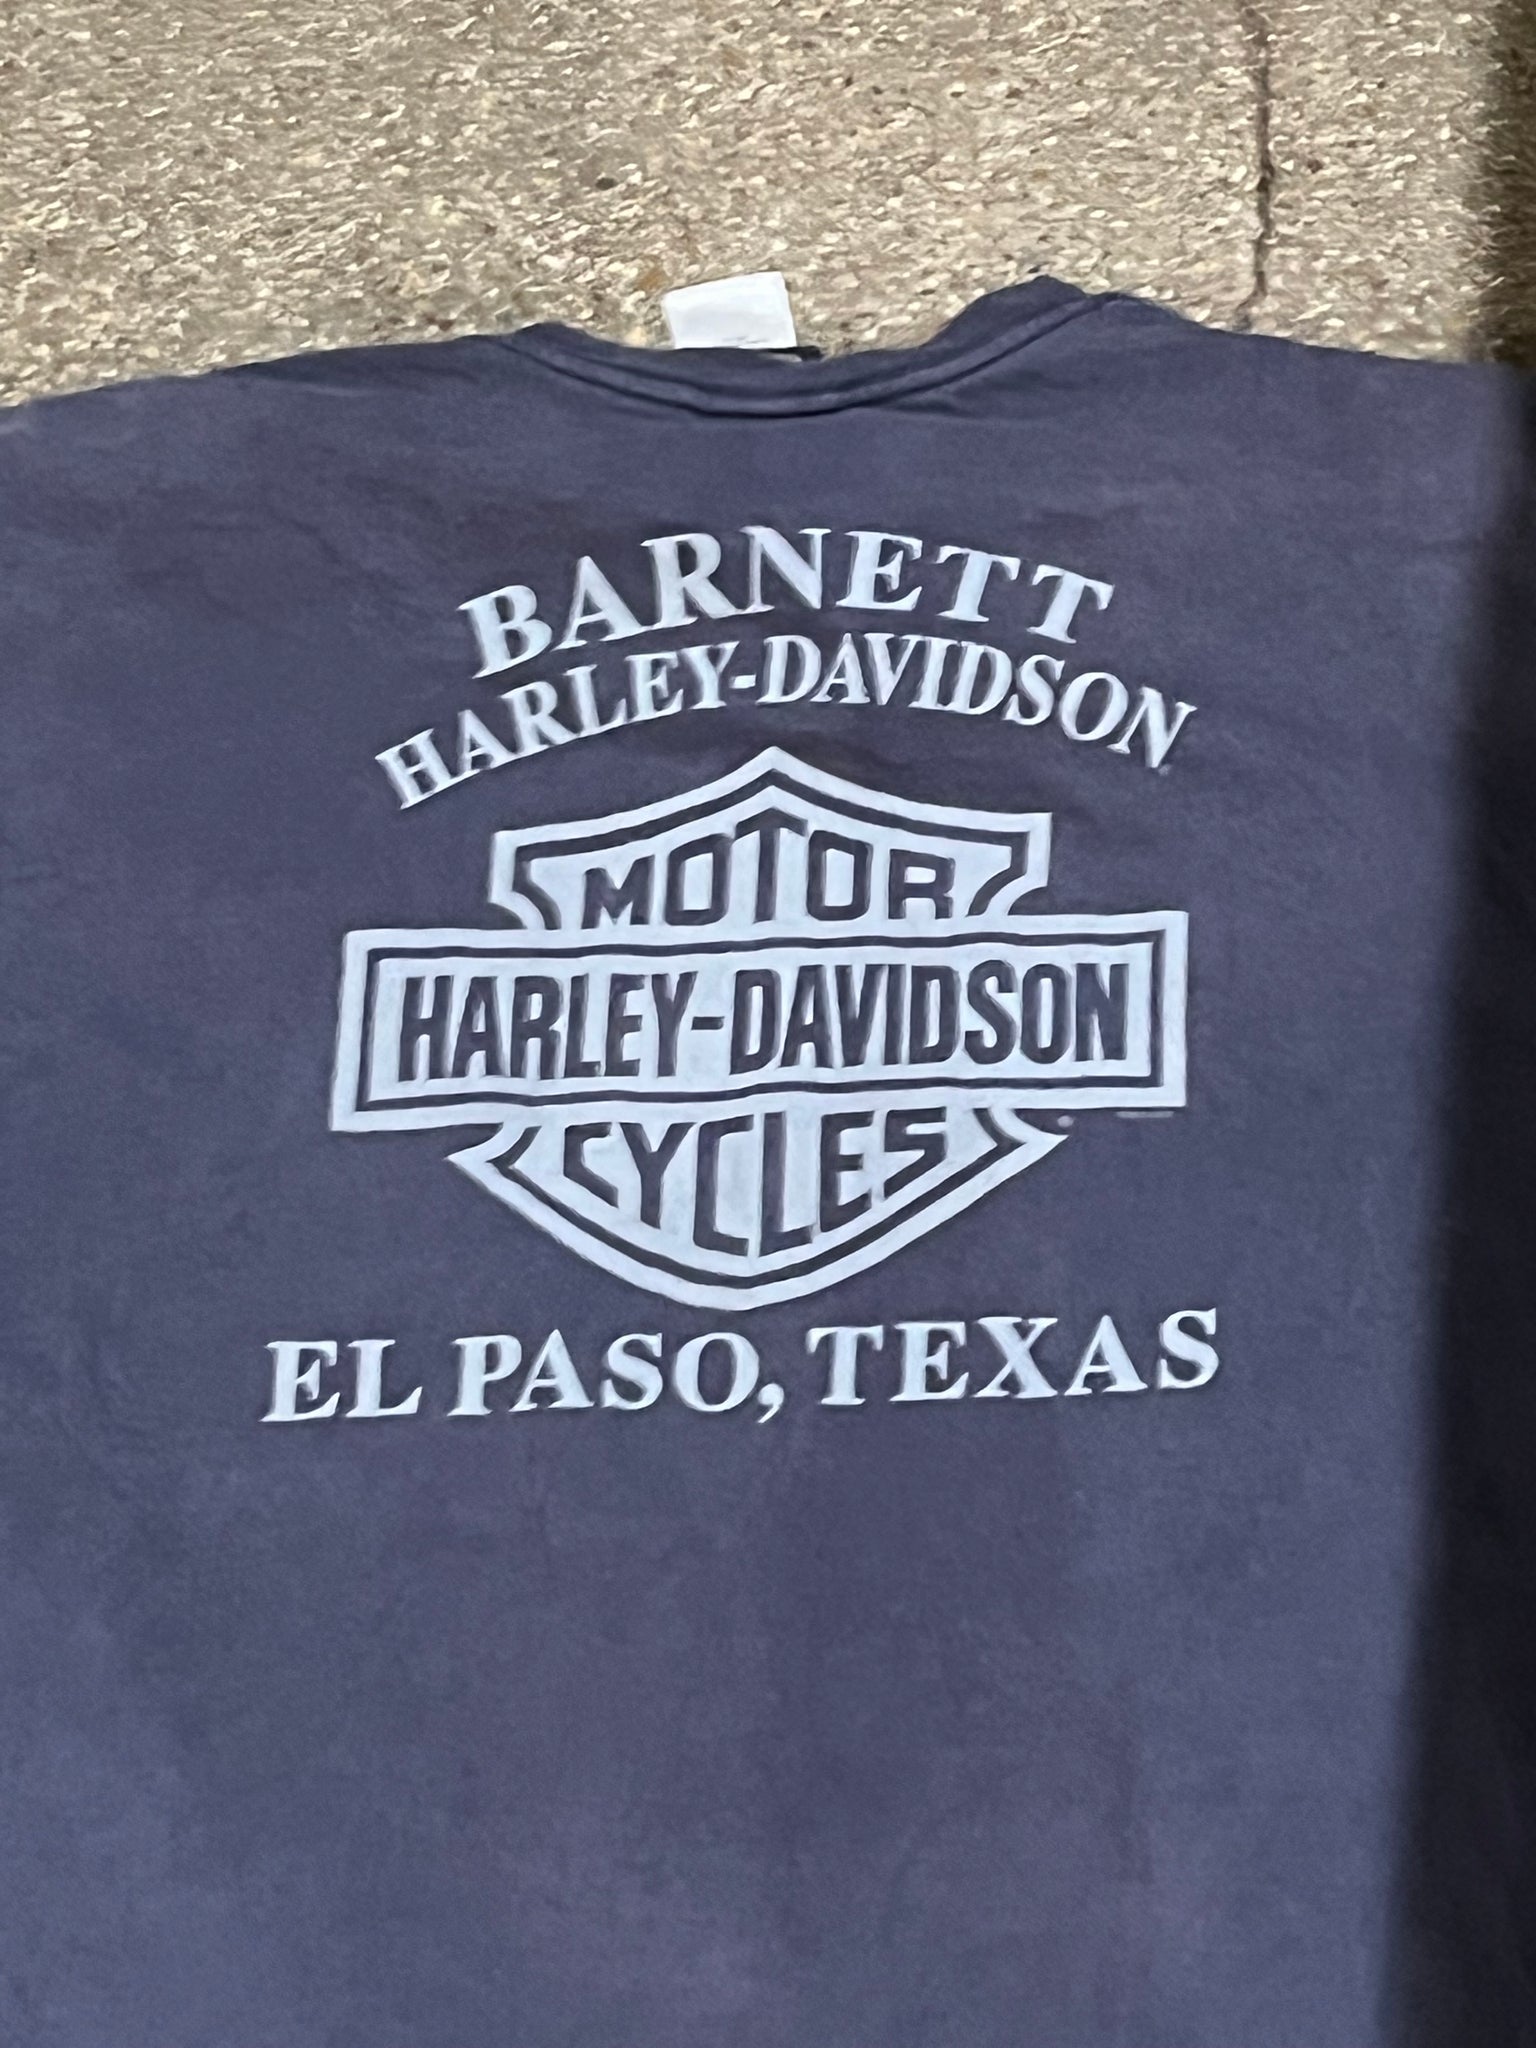 BARNETT
HARLEY-DAVIDSON
MOTOR
HARLEY-DAVIDSON
CYCLES
EL PASO, TEXAS